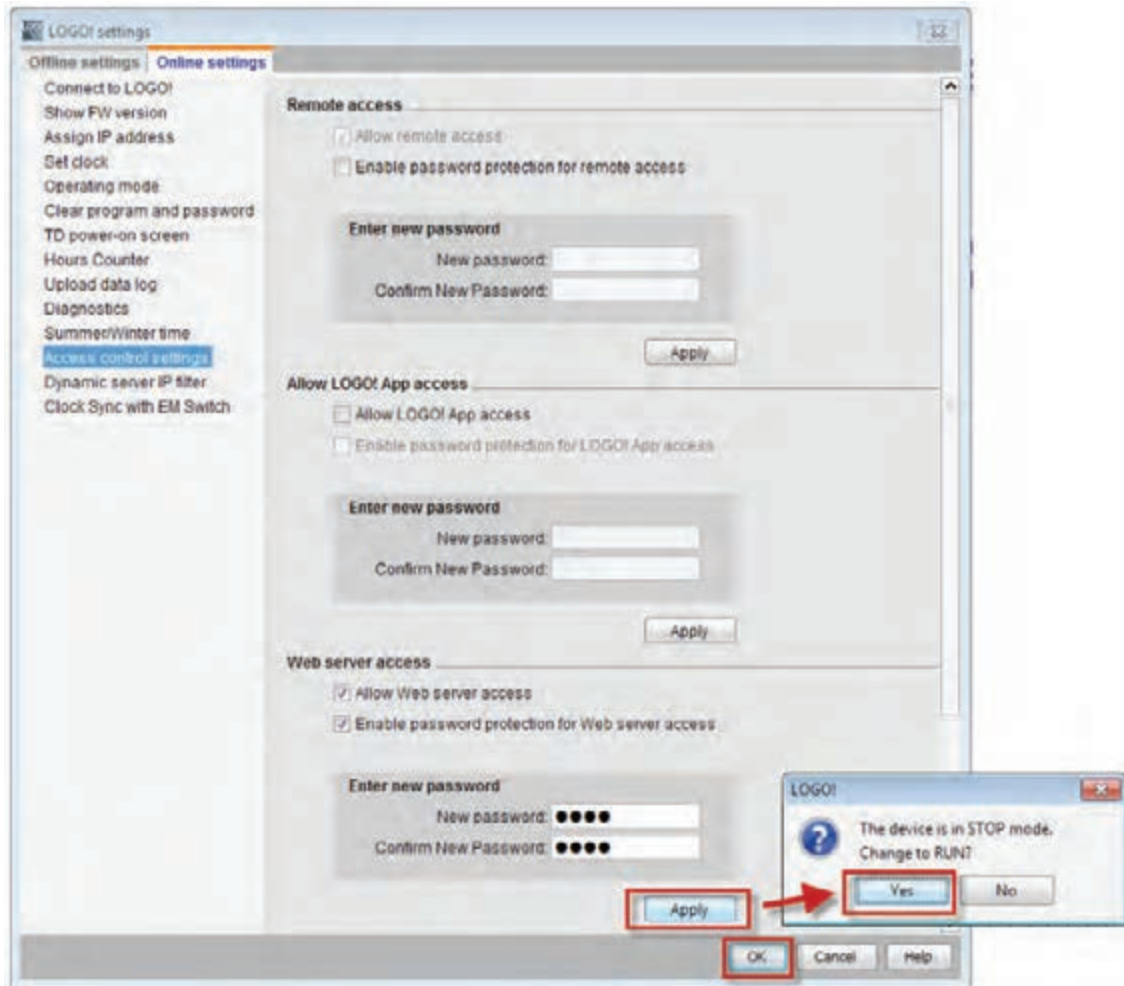 LOGO! settings
Offline settings Online settings
Connect to LOGO!
Show FW version
Assign IP address
Set clock
Operating mode
Clear program and password
TD power-on screen
Hours Counter
Upload data log
Diagnostics
Summer/Winter time
Access control settings
Dynamic server IP filter
Clock Sync with EM Switch
Remote access
Allow remote access
Enable password protection for remote access
Enter new password
New password:
Confirm New Password:
Apply
Allow LOGO! App access
Allow LOGO! App access
Enable password protection for LOGO! App access
Enter new password
New password:
Confirm New Password:
Apply
Web server access
Allow Web server access
Enable password protection for Web server access
Enter new password
New password: ●●●●
Confirm New Password: ●●●●
Apply
LOGO!
The device is in STOP mode.
Change to RUN?
Yes No
OK Cancel Help